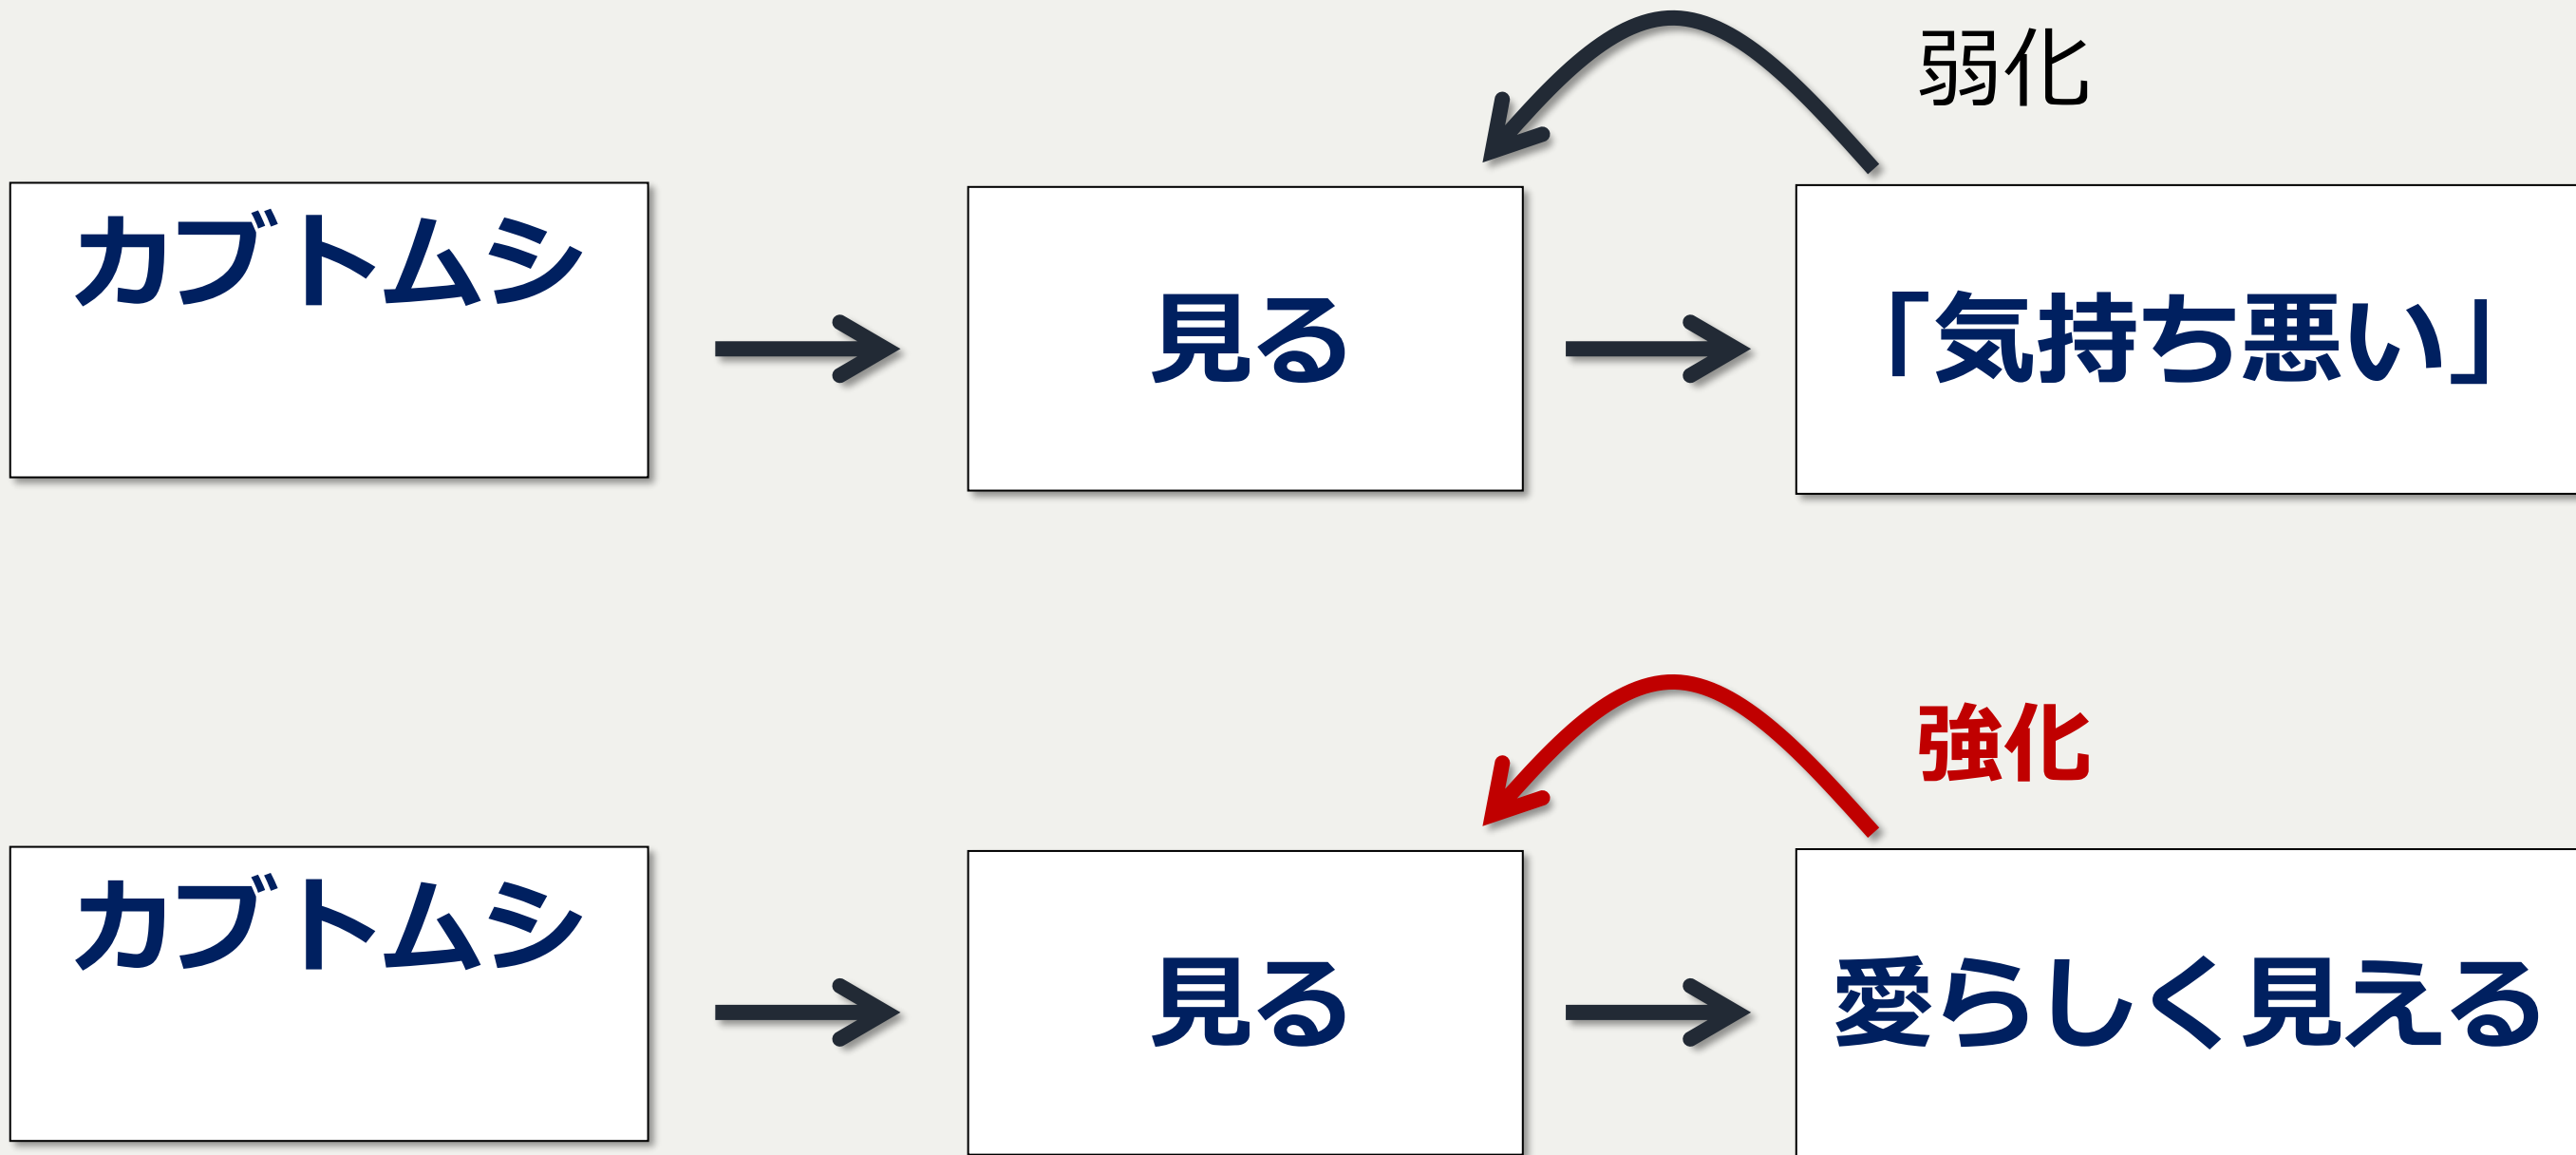 弱化
カブトムシ
見る
「気持ち悪い」
強化
カブトムシ
見る
愛らしく見える